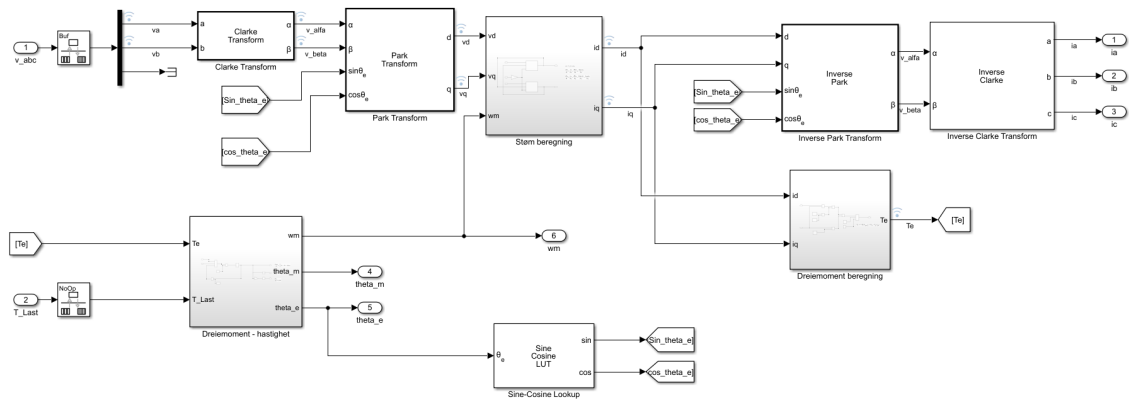 1
v_abc
Buf
va
vb
a
b
Clarke
Transform
α
β
Clarke Transform
v_alfa
v_beta
α
β
sinθe
cosθe
Park
Transform
d
q
Park Transform
[Sin_theta_e]
[cos_theta_e]
vd
vq
vd
vq
wm
id
iq
Støm beregning
id
iq
d
q
sinθe
cosθe
Inverse
Park
α
β
Inverse Park Transform
[Sin_theta_e]
[cos_theta_e]
v_alfa
v_beta
α
β
Inverse
Clarke
a
b
c
Inverse Clarke Transform
ia
ib
ic
1
ia
2
ib
3
ic
id
iq
Te
Dreiemoment beregning
Te
[Te]
[Te]
2
T_Last
NoOp
Te
T_Last
wm
theta_m
theta_e
Dreiemoment - hastighet
6
wm
4
theta_m
5
theta_e
θe
Sine
Cosine
LUT
sin
cos
Sine-Cosine Lookup
[Sin_theta_e]
[cos_theta_e]